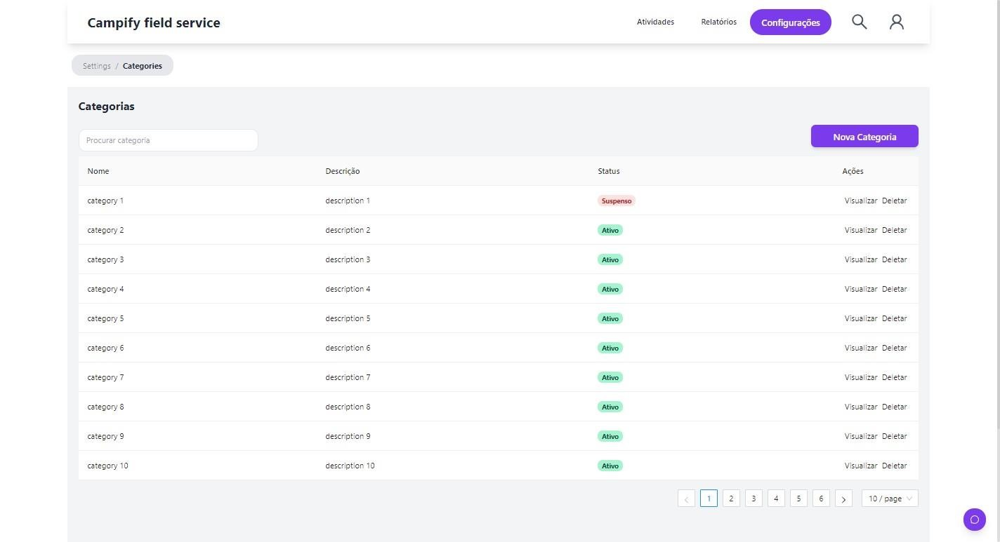 Campify field service
Atividades Relatórios Configurações
Settings / Categories
Categorias
Procurar categoria
Nova Categoria
Nome Descrição Status Ações
category 1 description 1 Suspenso Visualizar Deletar
category 2 description 2 Ativo Visualizar Deletar
category 3 description 3 Ativo Visualizar Deletar
category 4 description 4 Ativo Visualizar Deletar
category 5 description 5 Ativo Visualizar Deletar
category 6 description 6 Ativo Visualizar Deletar
category 7 description 7 Ativo Visualizar Deletar
category 8 description 8 Ativo Visualizar Deletar
category 9 description 9 Ativo Visualizar Deletar
category 10 description 10 Ativo Visualizar Deletar
< 1 2 3 4 5 6 > 10 / page